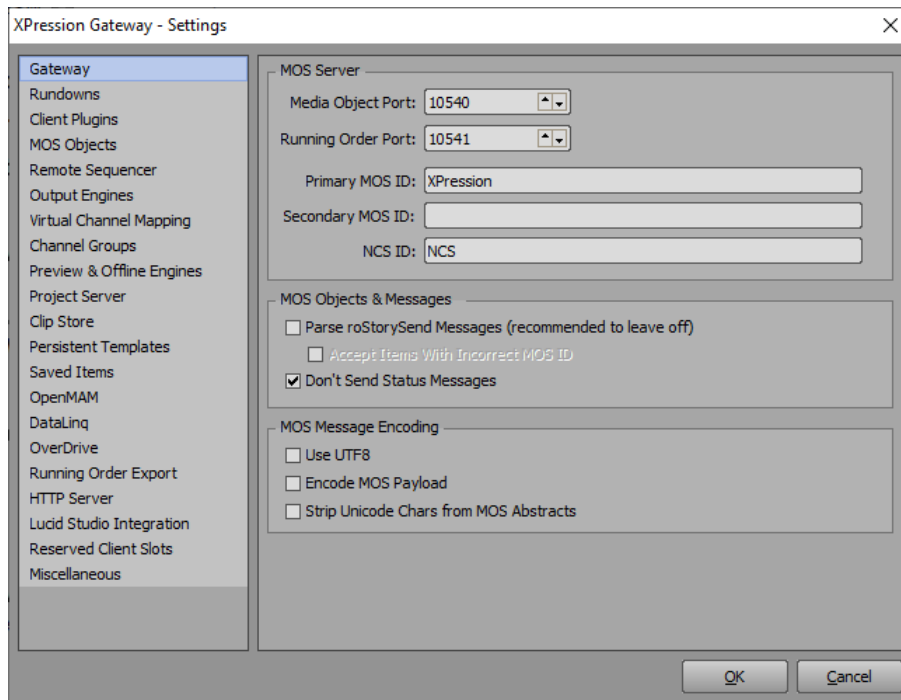 XPression Gateway - Settings
Gateway
Rundowns
Client Plugins
MOS Objects
Remote Sequencer
Output Engines
Virtual Channel Mapping
Channel Groups
Preview & Offline Engines
Project Server
Clip Store
Persistent Templates
Saved Items
OpenMAM
DataLinq
OverDrive
Running Order Export
HTTP Server
Lucid Studio Integration
Reserved Client Slots
Miscellaneous
MOS Server
Media Object Port: 10540
Running Order Port: 10541
Primary MOS ID: XPression
Secondary MOS ID:
NCS ID: NCS
MOS Objects & Messages
Parse roStorySend Messages (recommended to leave off)
Accept Items With Incorrect MOS ID
Don't Send Status Messages
MOS Message Encoding
Use UTF8
Encode MOS Payload
Strip Unicode Chars from MOS Abstracts
OK Cancel